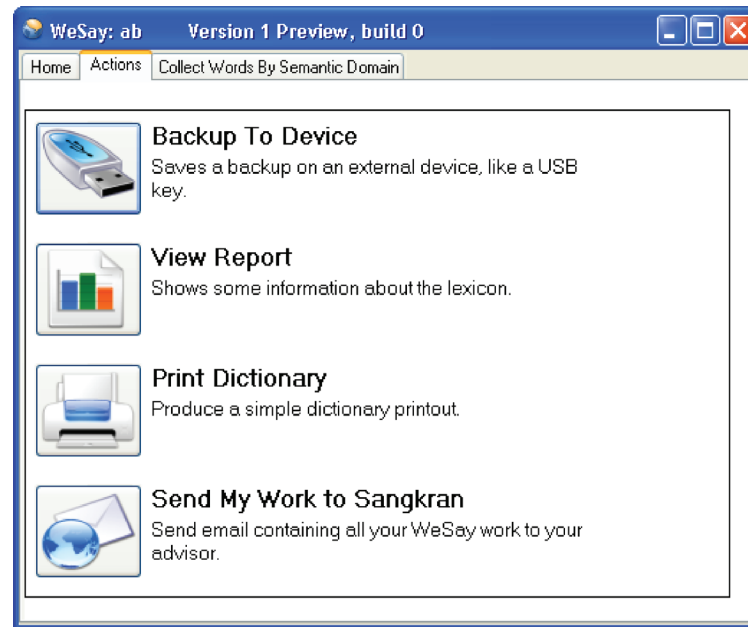 WeSay: ab Version 1 Preview, build 0
Home Actions Collect Words By Semantic Domain
Backup To Device
Saves a backup on an external device, like a USB
key.
View Report
Shows some information about the lexicon.
Print Dictionary
Produce a simple dictionary printout.
Send My Work to Sangkran
Send email containing all your WeSay work to your
advisor.